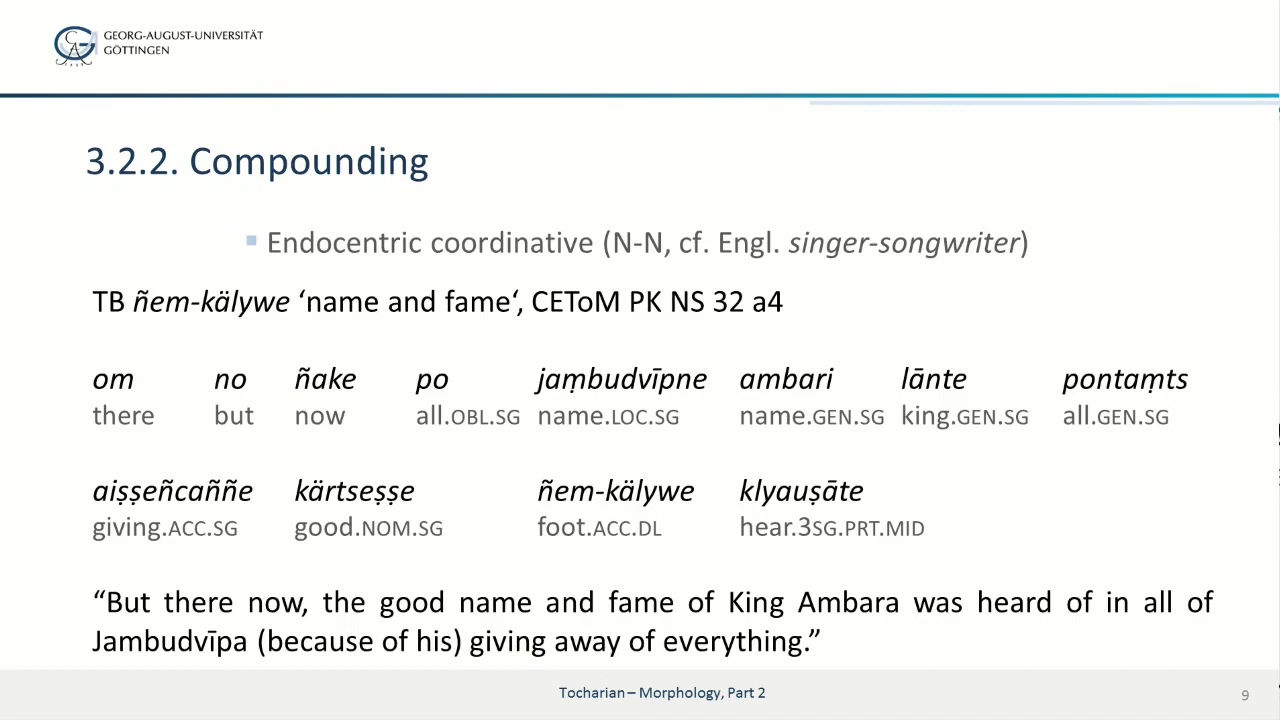 GEORG-AUGUST-UNIVERSITÄT
GÖTTINGEN
3.2.2. Compounding
Endocentric coordinative (N-N, cf. Engl. singer-songwriter)
TB ñem-kälywe ‘name and fame‘, CEToM PK NS 32 a4
om no ñake po jaṃbudvīpne ambari lānte pontaṃts
there but now all.OBL.SG name.LOC.SG name.GEN.SG king.GEN.SG all.GEN.SG
aiṣṣeñcaññe kärtseṣṣe ñem-kälywe klyauṣāte
giving.ACC.SG good.NOM.SG foot.ACC.DL hear.3SG.PRT.MID
“But there now, the good name and fame of King Ambara was heard of in all of
Jambudvīpa (because of his) giving away of everything.”
Tocharian – Morphology, Part 2
9